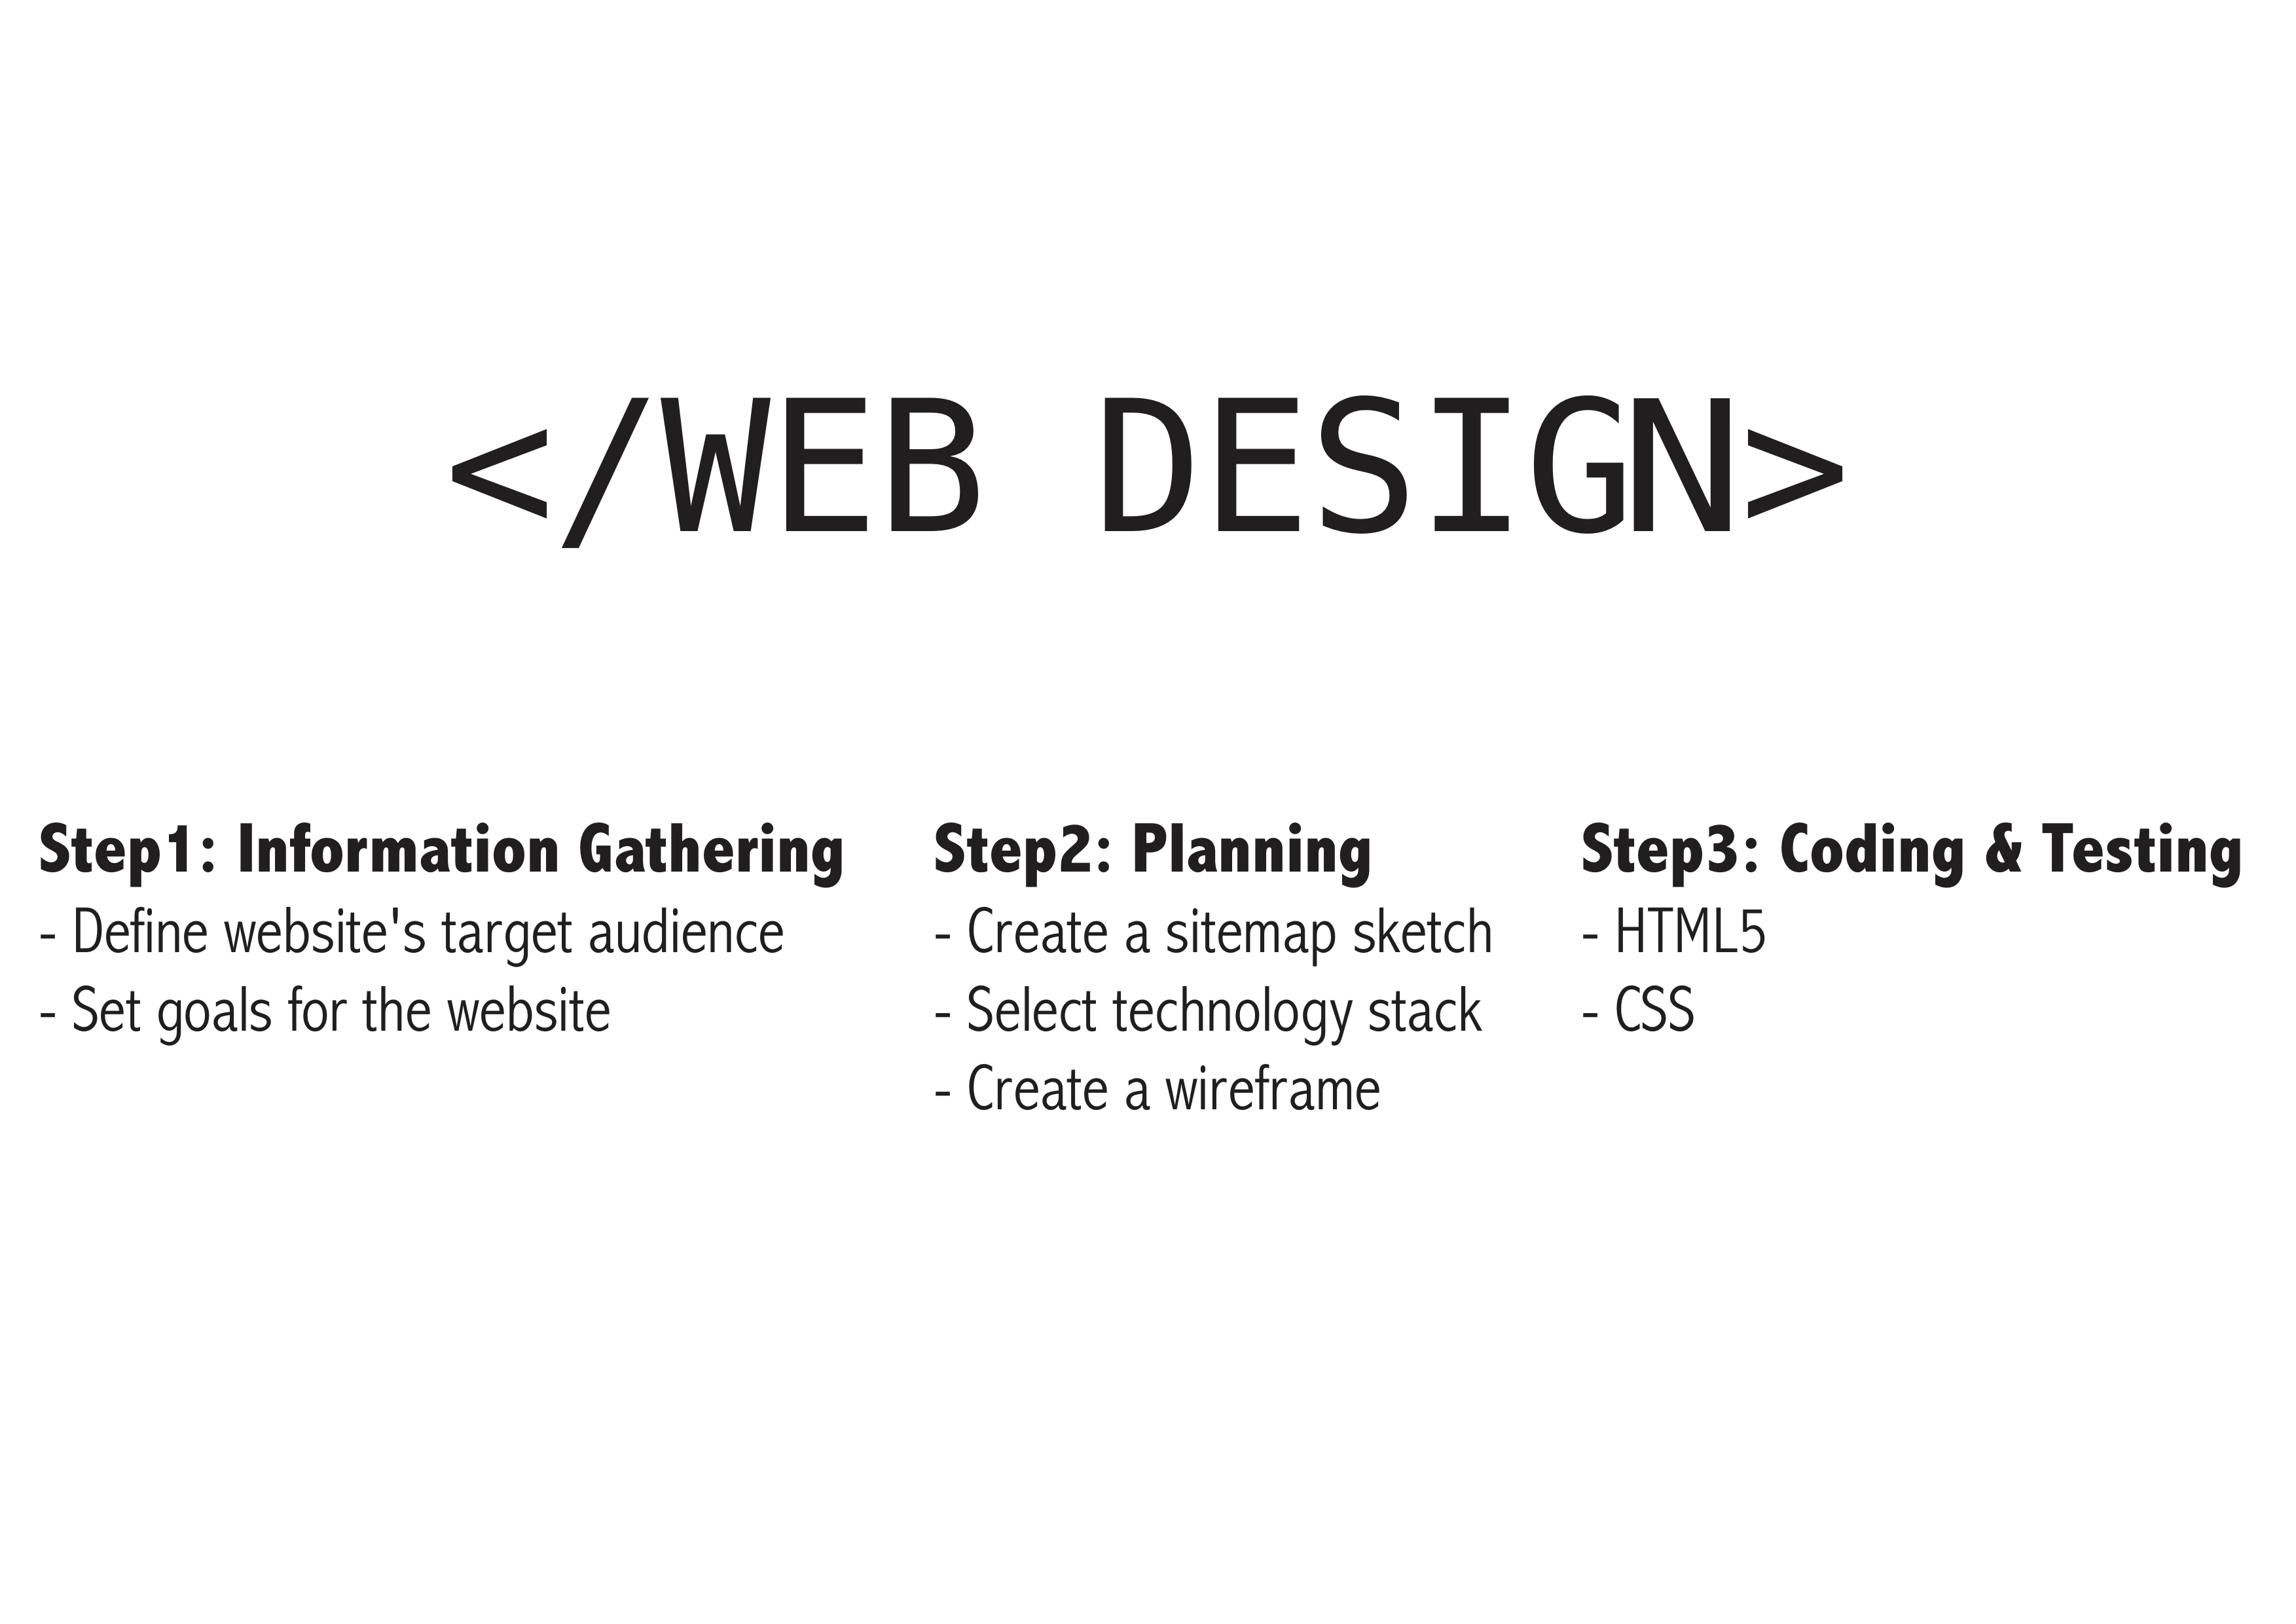 </WEB DESIGN>
Step1: Information Gathering
- Define website's target audience
- Set goals for the website
Step2: Planning
- Create a sitemap sketch
- Select technology stack
- Create a wireframe
Step3: Coding & Testing
- HTML5
- CSS